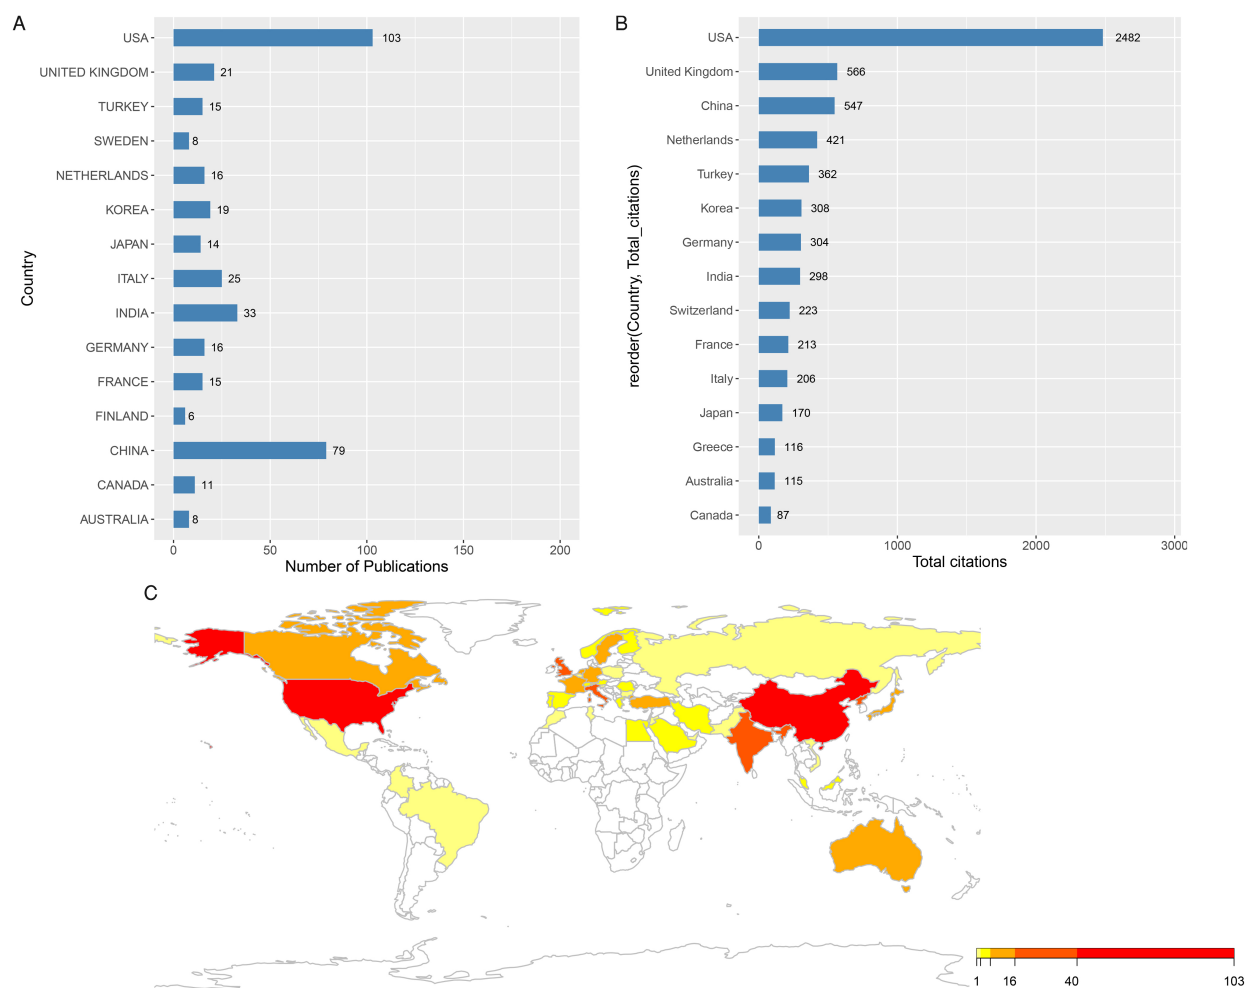 A
Country
USA 103
UNITED KINGDOM 21
TURKEY 15
SWEDEN 8
NETHERLANDS 16
KOREA 19
JAPAN 14
ITALY 25
INDIA 33
GERMANY 16
FRANCE 15
FINLAND 6
CHINA 79
CANADA 11
AUSTRALIA 8
0 50 100 150 200
Number of Publications
B
reorder(Country, Total_citations)
USA 2482
United Kingdom 566
China 547
Netherlands 421
Turkey 362
Korea 308
Germany 304
India 298
Switzerland 223
France 213
Italy 206
Japan 170
Greece 116
Australia 115
Canada 87
0 1000 2000 3000
Total citations
C
1 16 40 103